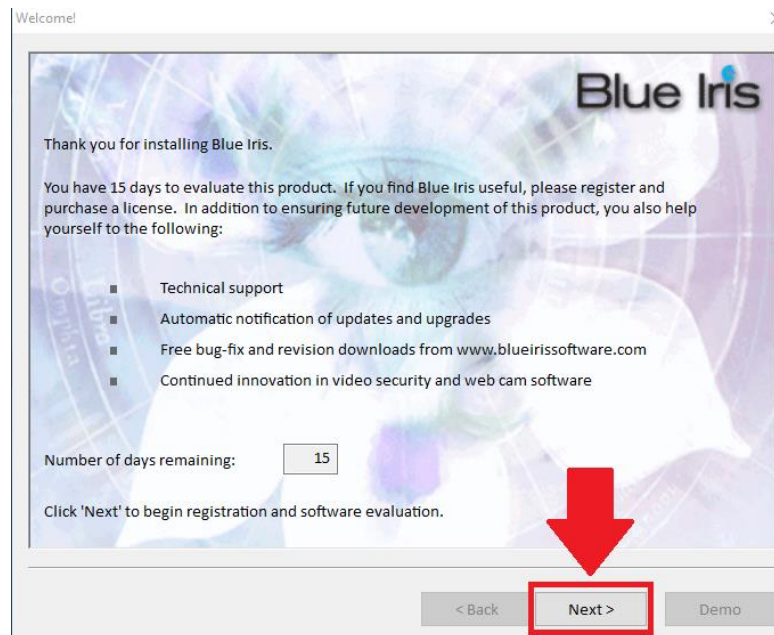 Welcome!
Blue Iris
Thank you for installing Blue Iris.
You have 15 days to evaluate this product.  If you find Blue Iris useful, please register and
purchase a license.  In addition to ensuring future development of this product, you also help
yourself to the following:
Technical support
Automatic notification of updates and upgrades
Free bug-fix and revision downloads from www.blueirissoftware.com
Continued innovation in video security and web cam software
Number of days remaining: 15
Click 'Next' to begin registration and software evaluation.
< Back Next > Demo